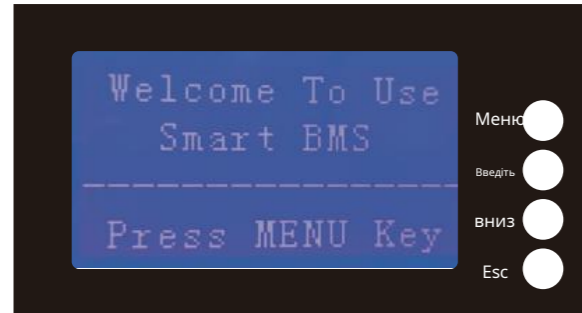 Welcome To Use
Smart BMS
Press MENU Key
Меню
Введіть
вниз
Esc